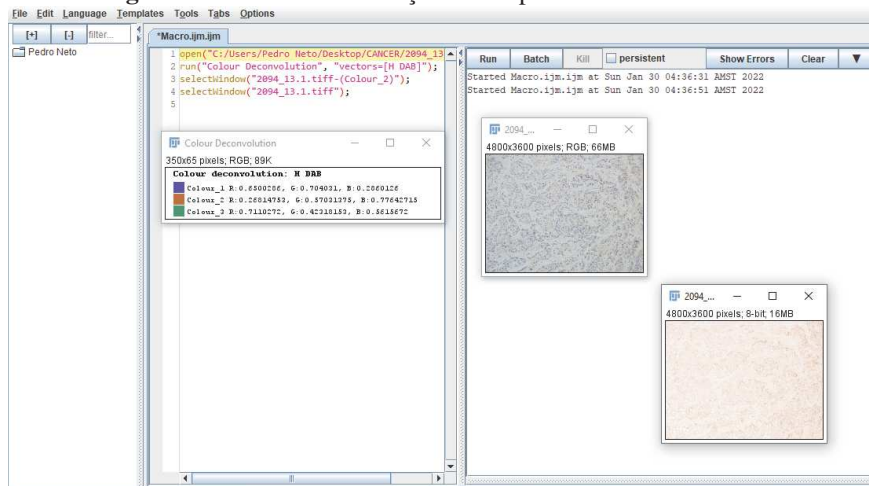 File Edit Language Templates Tools Tabs Options
[+] [-] filter...
Pedro Neto
*Macro.ijm.ijm
1 open("C:/Users/Pedro Neto/Desktop/CANCER/2094_13
2 run("Colour Deconvolution", "vectors=[H DAB]");
3 selectWindow("2094_13.1.tiff-(Colour_2)");
4 selectWindow("2094_13.1.tiff");
5
Run Batch Kill persistent Show Errors Clear
Started Macro.ijm.ijm at Sun Jan 30 04:36:31 AMST 2022
Started Macro.ijm.ijm at Sun Jan 30 04:36:51 AMST 2022
Colour Deconvolution
350x65 pixels; RGB; 89K
Colour deconvolution: H DAB
Colour_1 R:0.6500286, G:0.704031, B:0.2860126
Colour_2 R:0.26814753, G:0.57031375, B:0.77642715
Colour_3 R:0.7110272, G:0.42318153, B:0.5615672
2094_...
4800x3600 pixels; RGB; 66MB
2094_...
4800x3600 pixels; 8-bit; 16MB